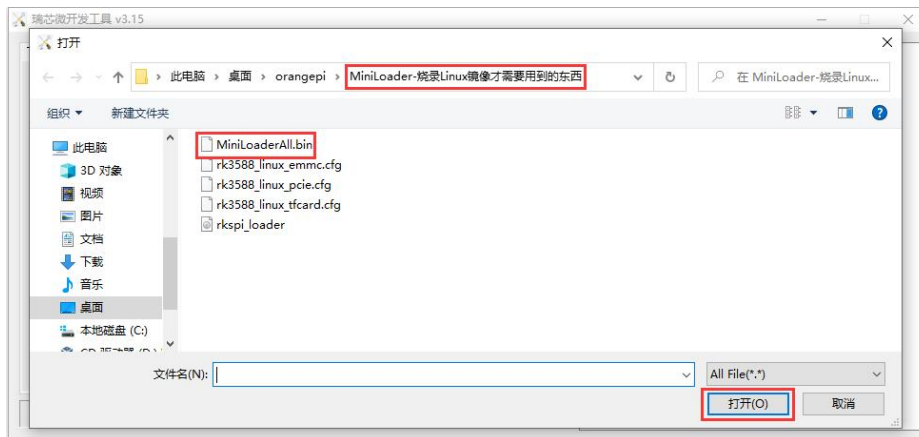 瑞芯微开发工具 v3.15
打开
此电脑 › 桌面 › orangepi › MiniLoader-烧录Linux镜像才需要用到的东西
在 MiniLoader-烧录Linux...
组织
新建文件夹
此电脑
3D 对象
视频
图片
文档
下载
音乐
桌面
本地磁盘 (C:)
MiniLoaderAll.bin
rk3588_linux_emmc.cfg
rk3588_linux_pcie.cfg
rk3588_linux_tfcard.cfg
rkspi_loader
文件名(N):
All File(*.*)
打开(O)
取消